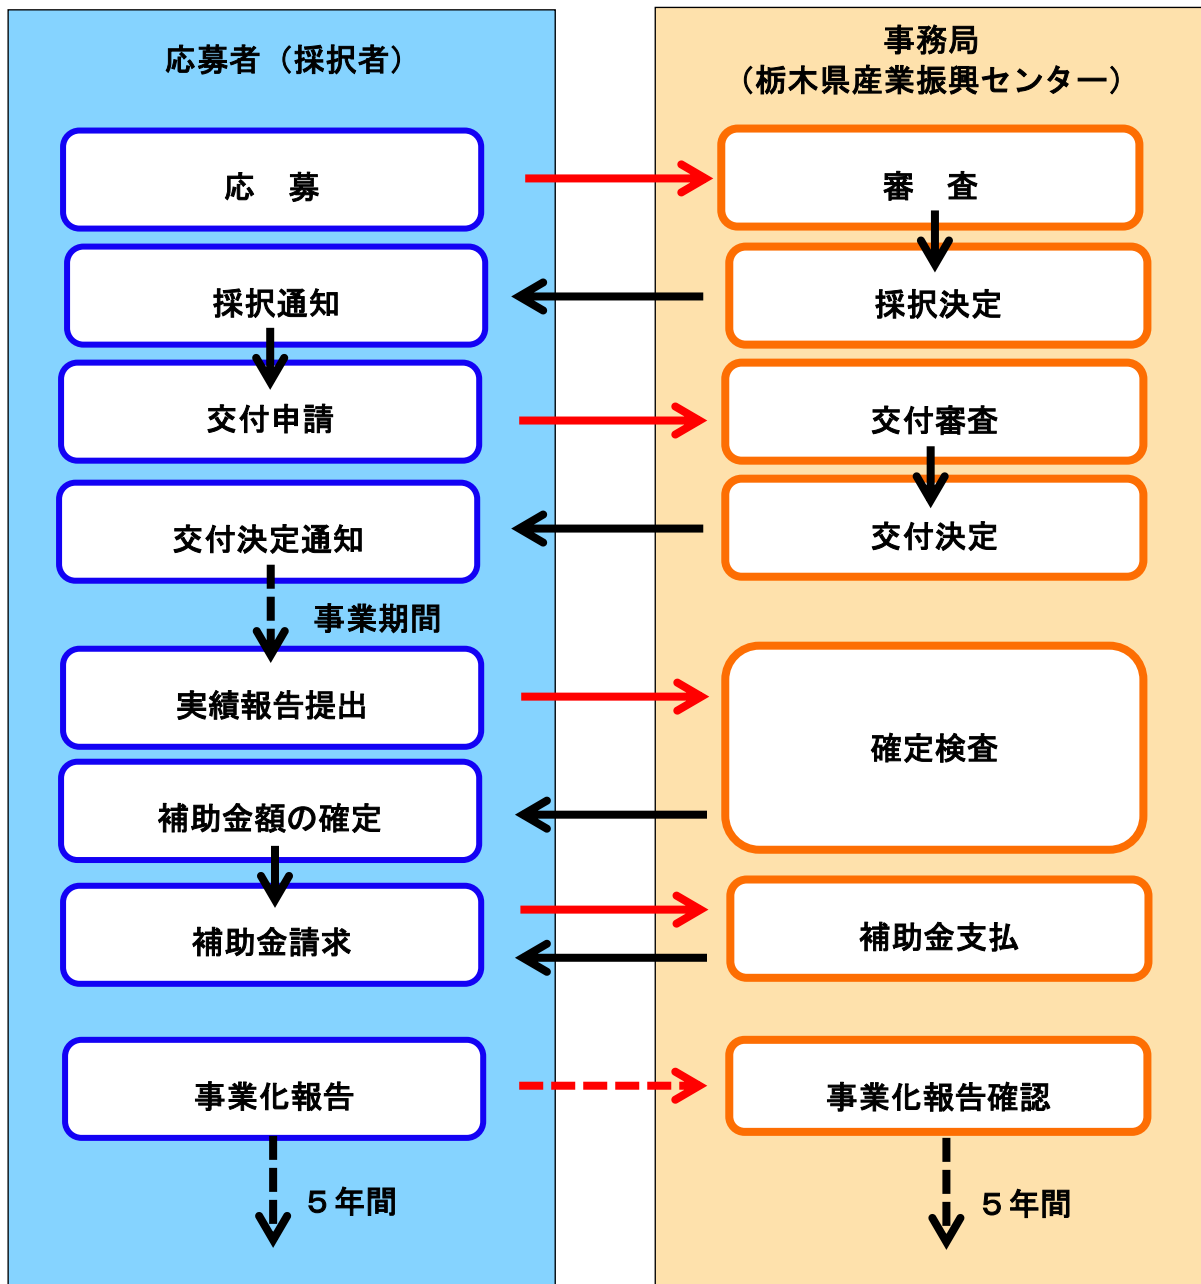 応募者（採択者）
事務局
（栃木県産業振興センター）
応　募
審　査
採択通知
採択決定
交付申請
交付審査
交付決定通知
交付決定
事業期間
実績報告提出
確定検査
補助金額の確定
補助金請求
補助金支払
事業化報告
事業化報告確認
５年間
５年間